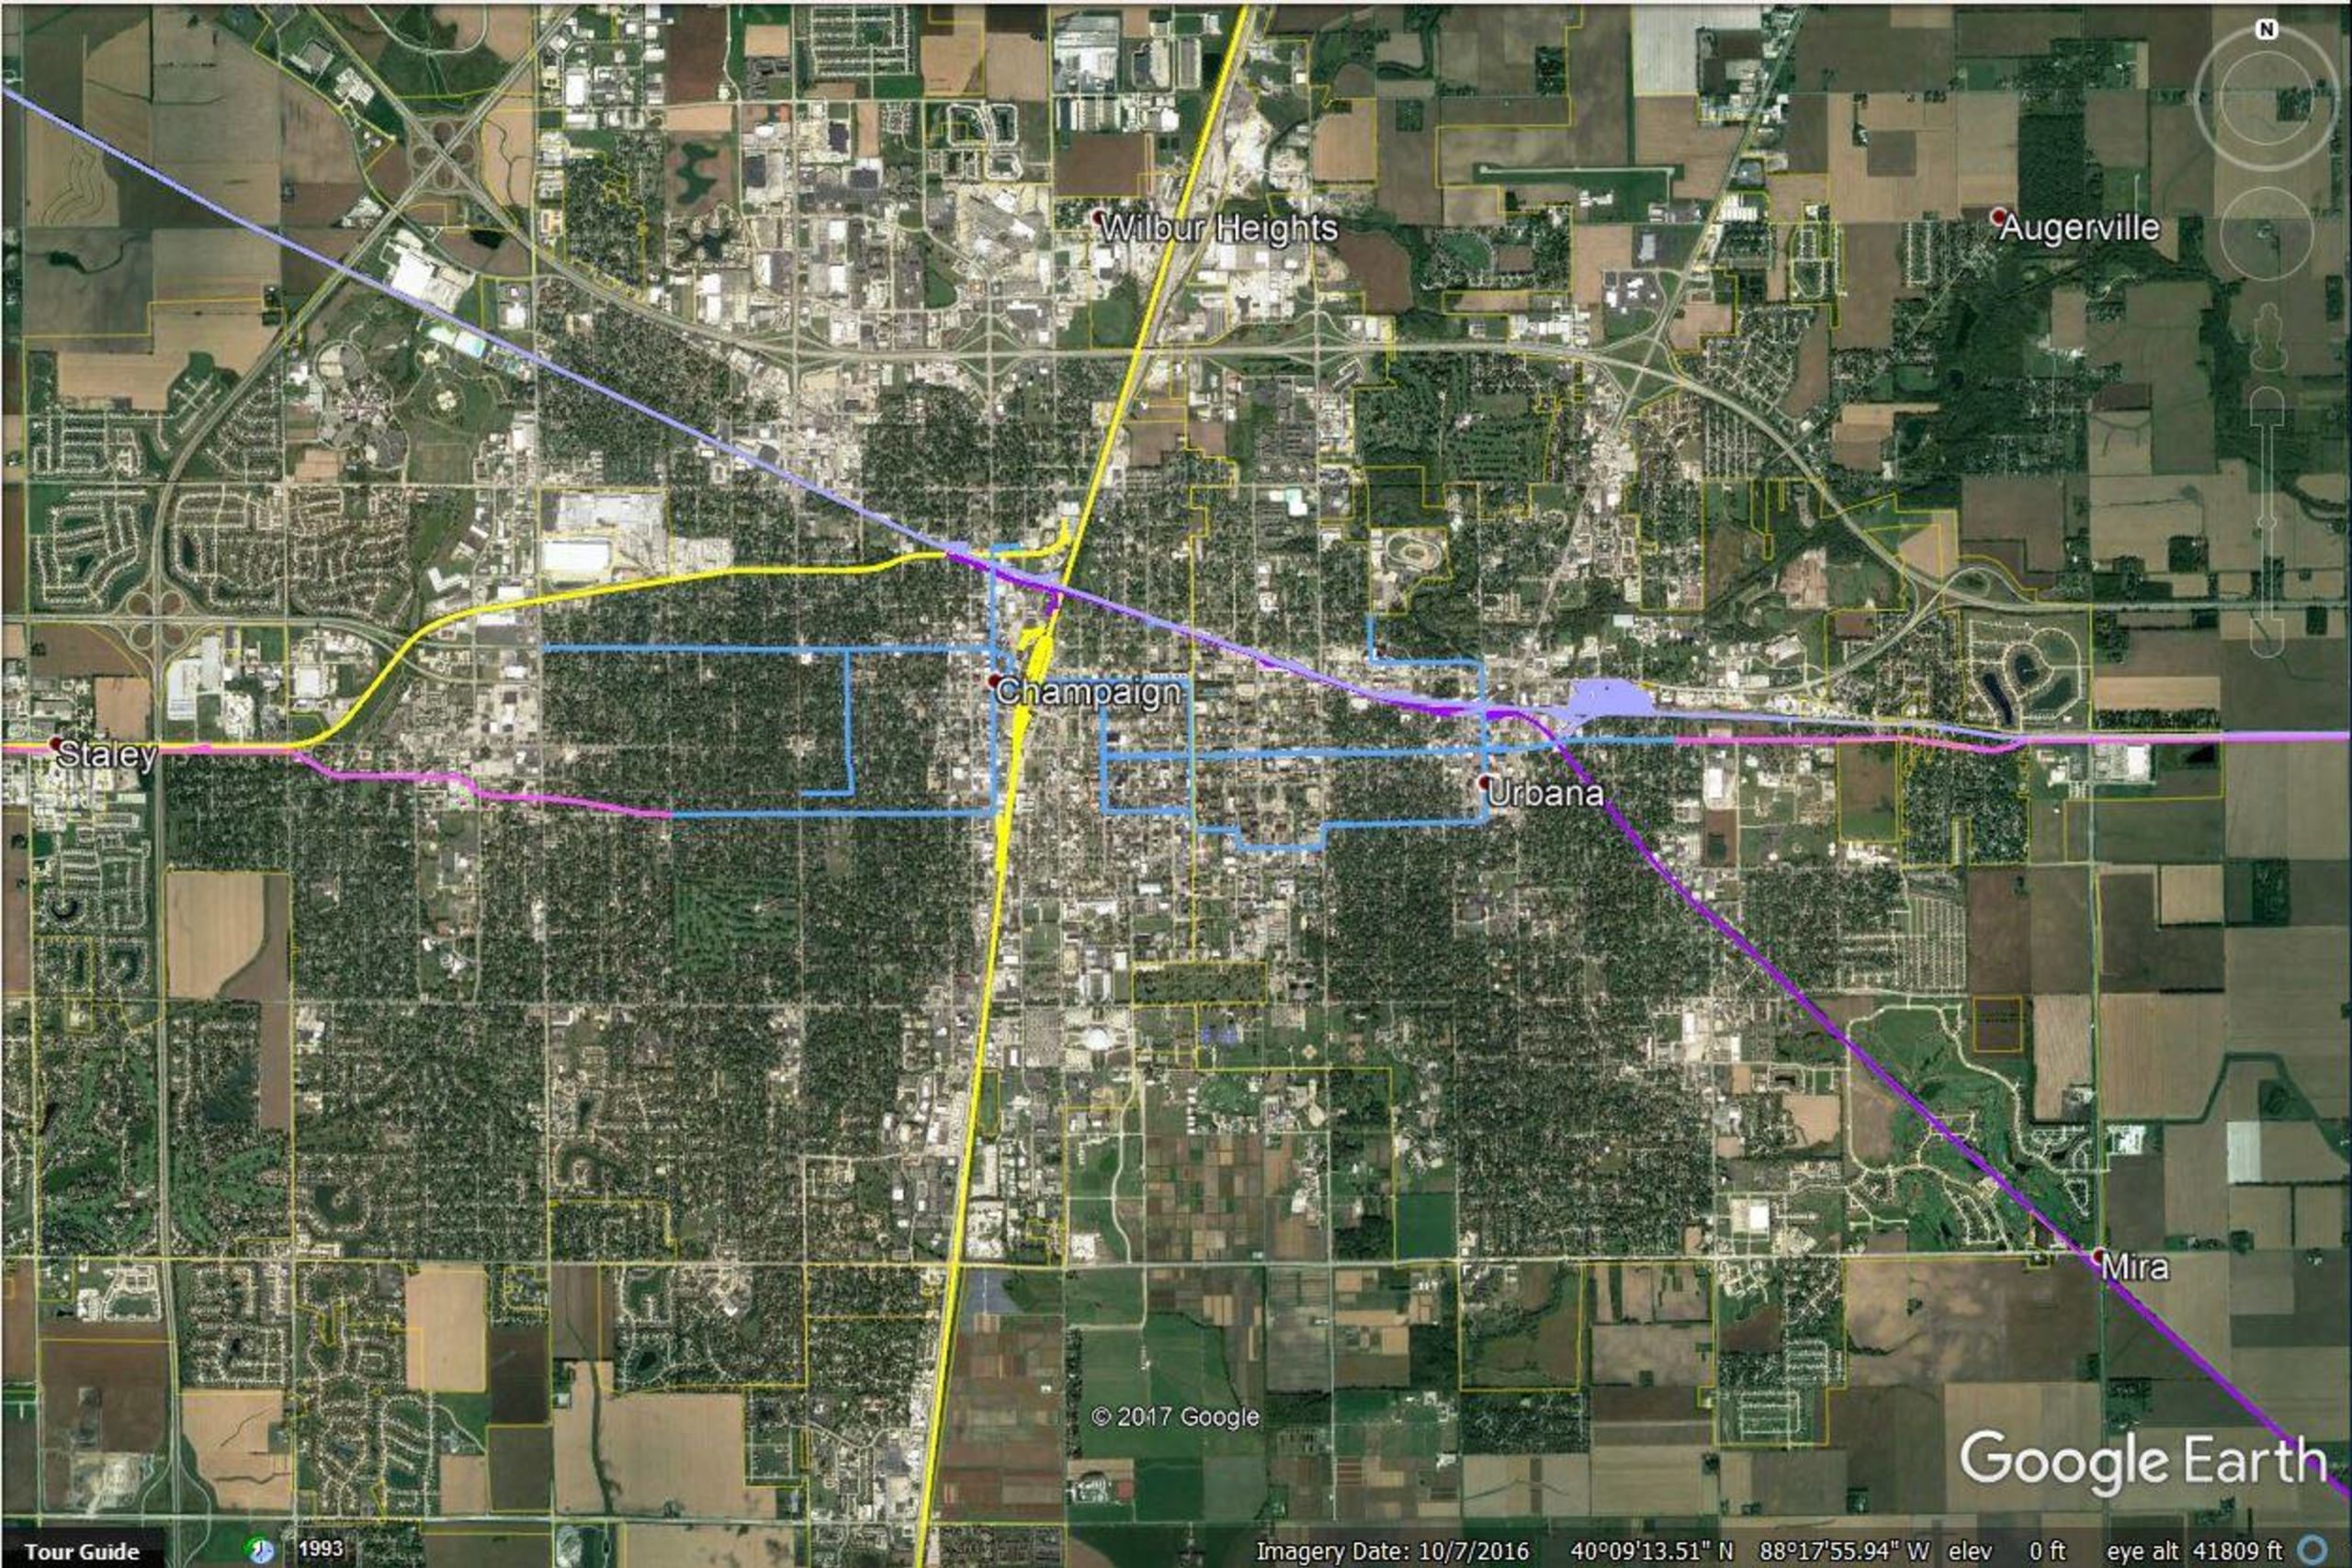 N
Wilbur Heights
Augerville
Champaign
Staley
Urbana
Mira
© 2017 Google
Google Earth
Tour Guide
1993
Imagery Date: 10/7/2016 40°09'13.51" N 88°17'55.94" W elev 0 ft eye alt 41809 ft